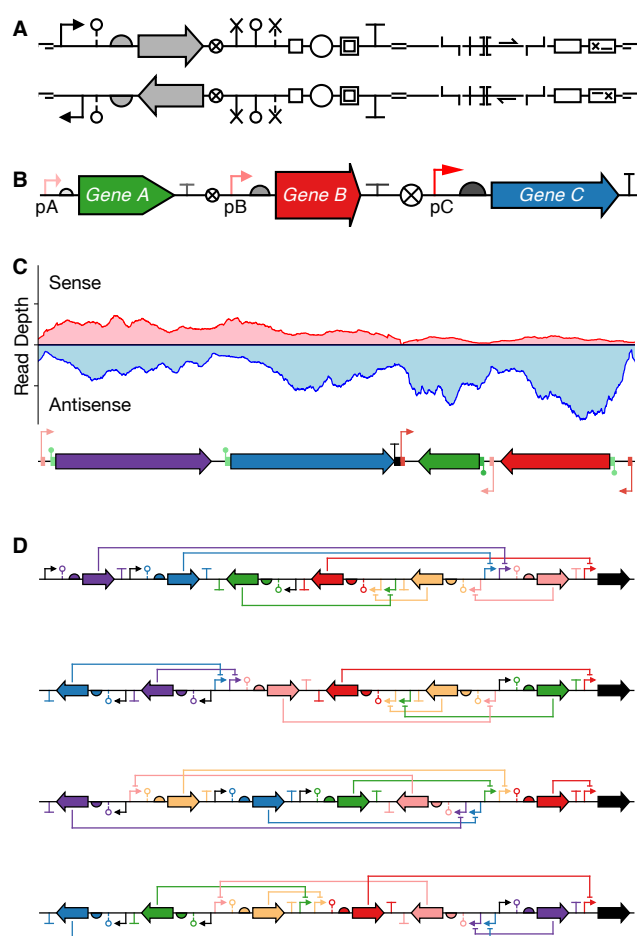 A
B
Gene A
Gene B
Gene C
pA
pB
pC
C
Sense
Read Depth
Antisense
D